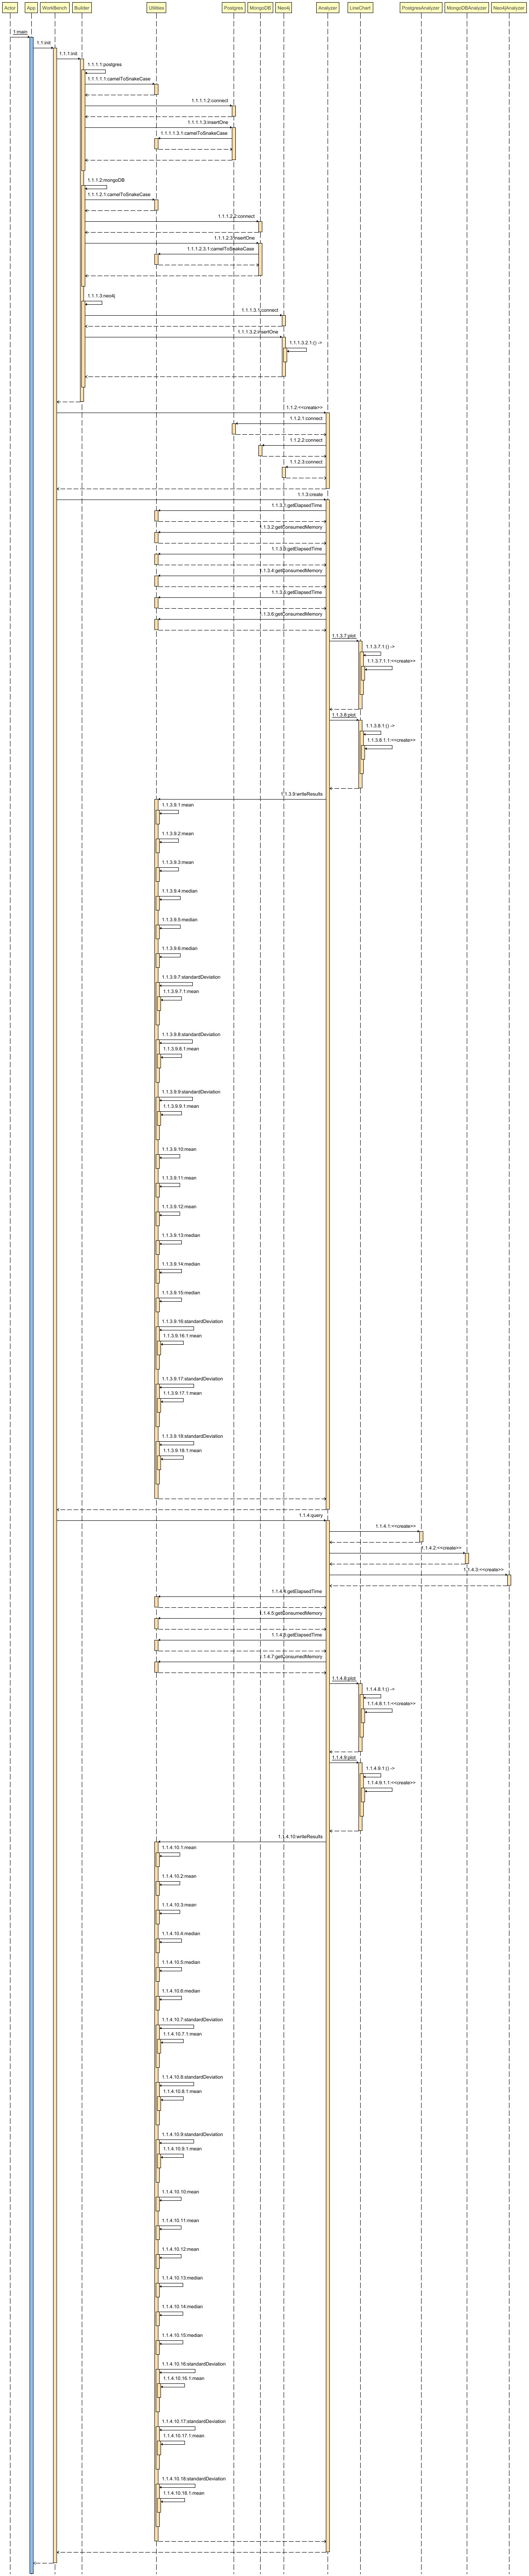 Actor App WorkBench Builder Utilities Postgres MongoDB Neo4j Analyzer LineChart PostgresAnalyzer MongoDBAnalyzer Neo4jAnalyzer
1:main
1.1:init
1.1.1:init
1.1.1.1:postgres
1.1.1.1.1:camelToSnakeCase
1.1.1.1.2:connect
1.1.1.1.3:insertOne
1.1.1.1.3.1:camelToSnakeCase
1.1.1.2:mongoDB
1.1.1.2.1:camelToSnakeCase
1.1.1.2.2:connect
1.1.1.2.3:insertOne
1.1.1.2.3.1:camelToSnakeCase
1.1.1.3:neo4j
1.1.1.3.1:connect
1.1.1.3.2:insertOne
1.1.1.3.2.1:() ->
1.1.2:<<create>>
1.1.2.1:connect
1.1.2.2:connect
1.1.2.3:connect
1.1.3:create
1.1.3.1:getElapsedTime
1.1.3.2:getConsumedMemory
1.1.3.3:getElapsedTime
1.1.3.4:getConsumedMemory
1.1.3.5:getElapsedTime
1.1.3.6:getConsumedMemory
1.1.3.7:plot
1.1.3.7.1:() ->
1.1.3.7.1.1:<<create>>
1.1.3.8:plot
1.1.3.8.1:() ->
1.1.3.8.1.1:<<create>>
1.1.3.9:writeResults
1.1.3.9.1:mean
1.1.3.9.2:mean
1.1.3.9.3:mean
1.1.3.9.4:median
1.1.3.9.5:median
1.1.3.9.6:median
1.1.3.9.7:standardDeviation
1.1.3.9.7.1:mean
1.1.3.9.8:standardDeviation
1.1.3.9.8.1:mean
1.1.3.9.9:standardDeviation
1.1.3.9.9.1:mean
1.1.3.9.10:mean
1.1.3.9.11:mean
1.1.3.9.12:mean
1.1.3.9.13:median
1.1.3.9.14:median
1.1.3.9.15:median
1.1.3.9.16:standardDeviation
1.1.3.9.16.1:mean
1.1.3.9.17:standardDeviation
1.1.3.9.17.1:mean
1.1.3.9.18:standardDeviation
1.1.3.9.18.1:mean
1.1.4:query
1.1.4.1:<<create>>
1.1.4.2:<<create>>
1.1.4.3:<<create>>
1.1.4.4:getElapsedTime
1.1.4.5:getConsumedMemory
1.1.4.6:getElapsedTime
1.1.4.7:getConsumedMemory
1.1.4.8:plot
1.1.4.8.1:() ->
1.1.4.8.1.1:<<create>>
1.1.4.9:plot
1.1.4.9.1:() ->
1.1.4.9.1.1:<<create>>
1.1.4.10:writeResults
1.1.4.10.1:mean
1.1.4.10.2:mean
1.1.4.10.3:mean
1.1.4.10.4:median
1.1.4.10.5:median
1.1.4.10.6:median
1.1.4.10.7:standardDeviation
1.1.4.10.7.1:mean
1.1.4.10.8:standardDeviation
1.1.4.10.8.1:mean
1.1.4.10.9:standardDeviation
1.1.4.10.9.1:mean
1.1.4.10.10:mean
1.1.4.10.11:mean
1.1.4.10.12:mean
1.1.4.10.13:median
1.1.4.10.14:median
1.1.4.10.15:median
1.1.4.10.16:standardDeviation
1.1.4.10.16.1:mean
1.1.4.10.17:standardDeviation
1.1.4.10.17.1:mean
1.1.4.10.18:standardDeviation
1.1.4.10.18.1:mean